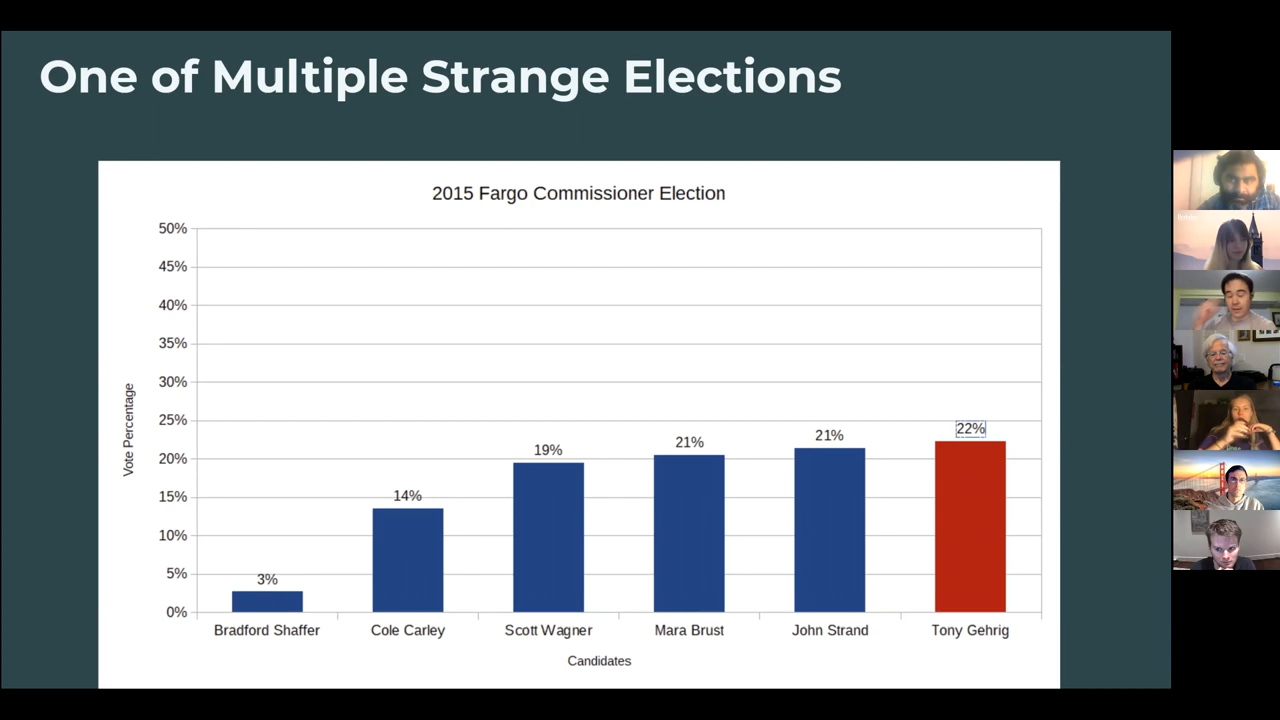 One of Multiple Strange Elections
2015 Fargo Commissioner Election
50%
45%
40%
35%
30%
25%
20%
15%
10%
5%
0%
Vote Percentage
3%
14%
19%
21%
21%
22%
Bradford Shaffer
Cole Carley
Scott Wagner
Mara Brust
John Strand
Tony Gehrig
Candidates